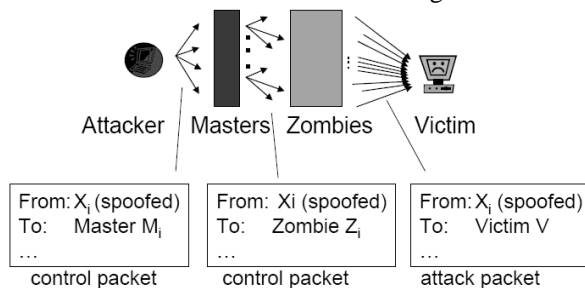 Attacker Masters Zombies Victim
From: Xi (spoofed)
To: Master Mi
...
control packet
From: Xi (spoofed)
To: Zombie Zi
...
control packet
From: Xi (spoofed)
To: Victim V
...
attack packet